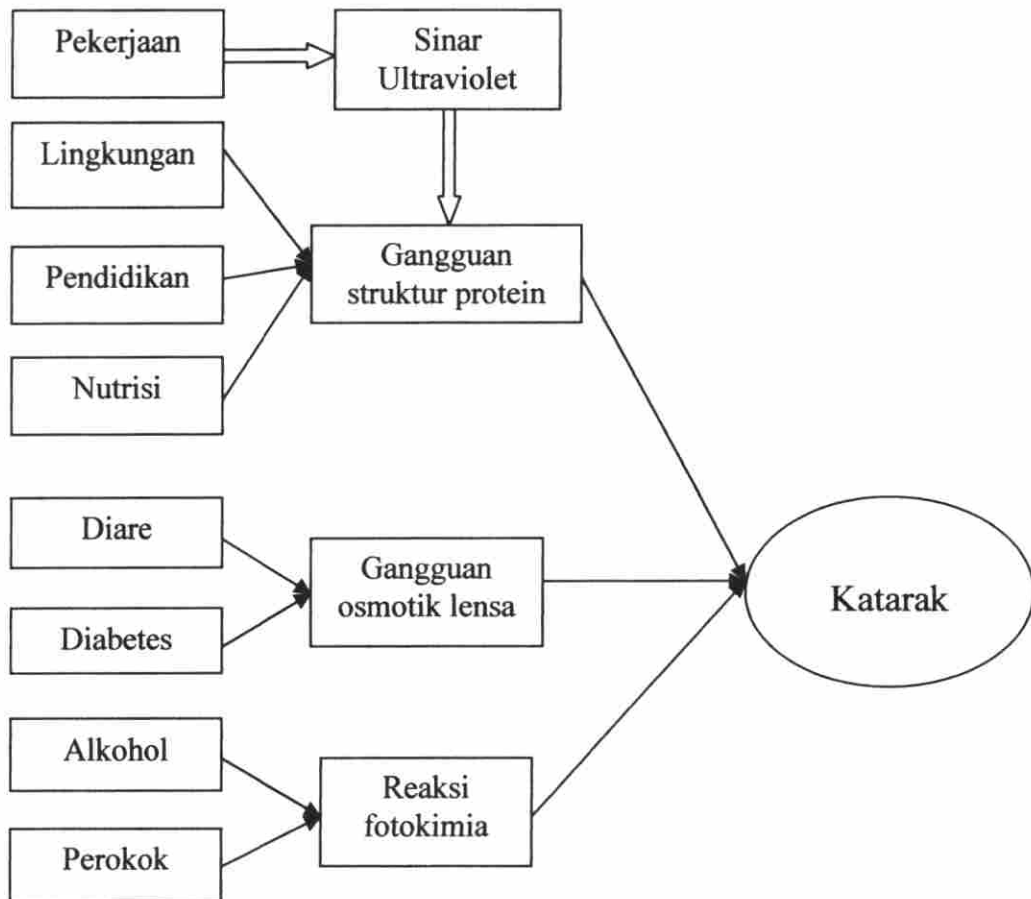 Pekerjaan
Sinar
Ultraviolet
Lingkungan
Pendidikan
Nutrisi
Gangguan
struktur protein
Diare
Diabetes
Gangguan
osmotik lensa
Alkohol
Perokok
Reaksi
fotokimia
Katarak